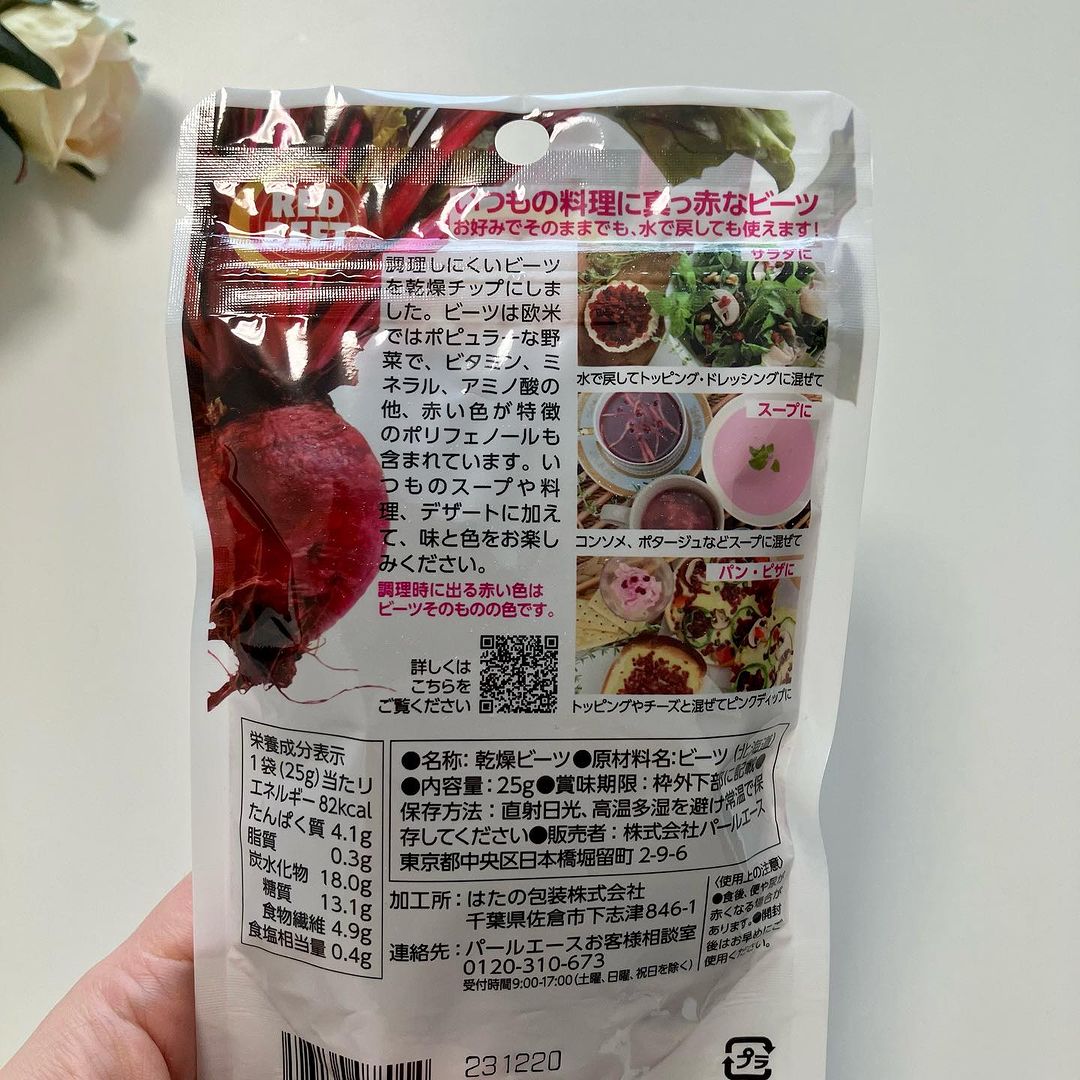 RED
BEET
いつもの料理に真っ赤なビーツ
お好みでそのままでも、水で戻しても使えます!
調理しにくいビーツ
を乾燥チップにしま
した。ビーツは欧米
ではポピュラーな野
菜で、ビタミン、ミ
ネラル、アミノ酸の
他、赤い色が特徴
のポリフェノールも
含まれています。い
つものスープや料
理、デザートに加え
て、味と色をお楽し
みください。
調理時に出る赤い色は
ビーツそのものの色です。
詳しくは
こちらを
ご覧ください
サラダに
水で戻してトッピング・ドレッシングに混ぜて
スープに
コンソメ、ポタージュなどスープに混ぜて
パン・ピザに
トッピングやチーズと混ぜてピンクディップに
栄養成分表示
1袋(25g)当たり
エネルギー 82kcal
たんぱく質 4.1g
脂質 0.3g
炭水化物 18.0g
糖質 13.1g
食物繊維 4.9g
食塩相当量 0.4g
●名称:乾燥ビーツ●原材料名:ビーツ(北海道)
●内容量:25g●賞味期限:枠外下部に記載●
保存方法:直射日光、高温多湿を避け常温で保
存してください●販売者:株式会社パールエース
東京都中央区日本橋堀留町 2-9-6
加工所:はたの包装株式会社
千葉県佐倉市下志津846-1
連絡先:パールエースお客様相談室
0120-310-673
受付時間9:00-17:00(土曜、日曜、祝日を除く)
〈使用上の注意〉
●食後、便や尿が
赤くなる場合が
あります。●開封
後はお早めにご
使用ください。
231220
プラ